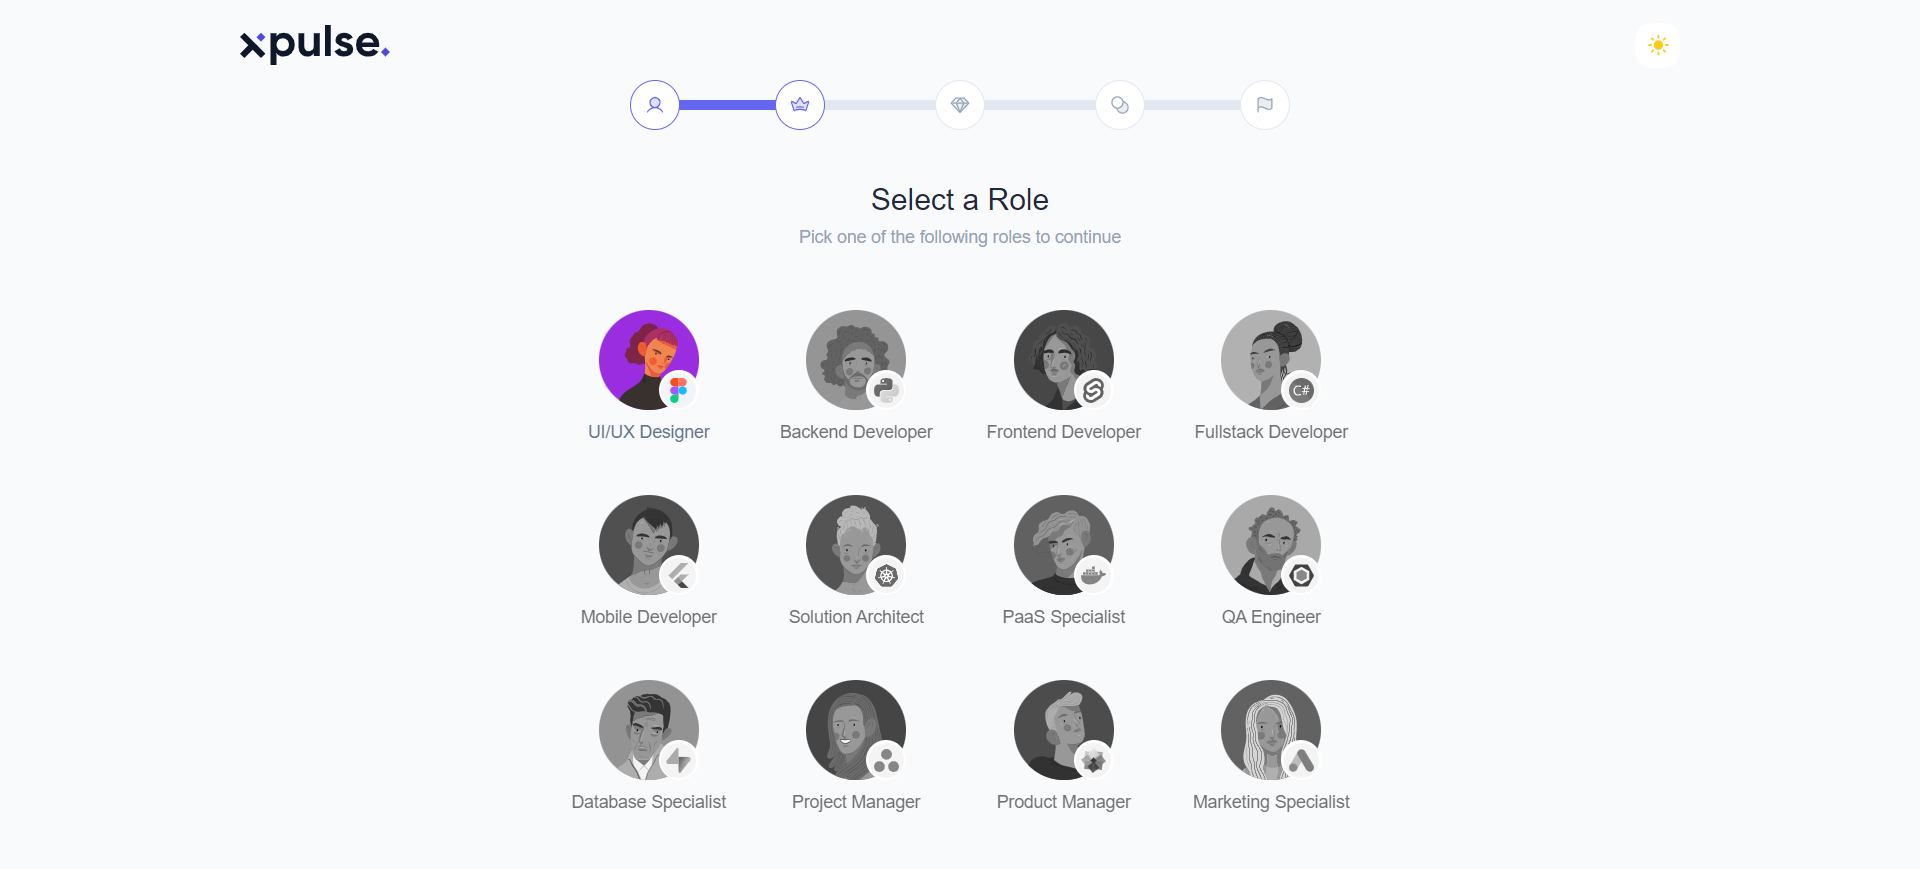 xpulse.
Select a Role
Pick one of the following roles to continue
UI/UX Designer
Backend Developer
Frontend Developer
C#
Fullstack Developer
Mobile Developer
Solution Architect
PaaS Specialist
QA Engineer
Database Specialist
Project Manager
Product Manager
Marketing Specialist